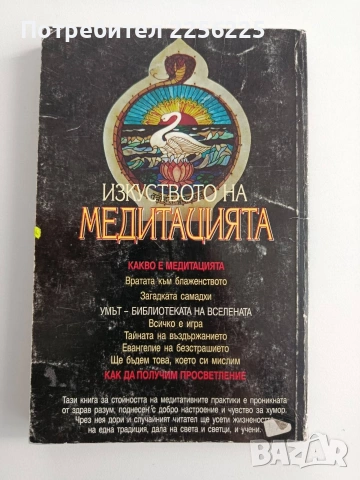 Потребител 2256225
ИЗКУСТВОТО НА
МЕДИТАЦИЯТА
КАКВО Е МЕДИТАЦИЯТА
Вратата към блаженството
Загадката самадхи
УМЪТ – БИБЛИОТЕКАТА НА ВСЕЛЕНАТА
Всичко е игра
Тайната на въздържанието
Евангелие на безстрашието
Ще бъдем това, което си мислим
КАК ДА ПОЛУЧИМ ПРОСВЕТЛЕНИЕ
Тази книга за стойността на медитативните практики е проникната
от здрав разум, поднесен с добро настроение и чувство за хумор.
Чрез нея дори и случайният читател ще усети жизнеността
на една традиция, дала на света и светци, и учени.
BAZAR
bg